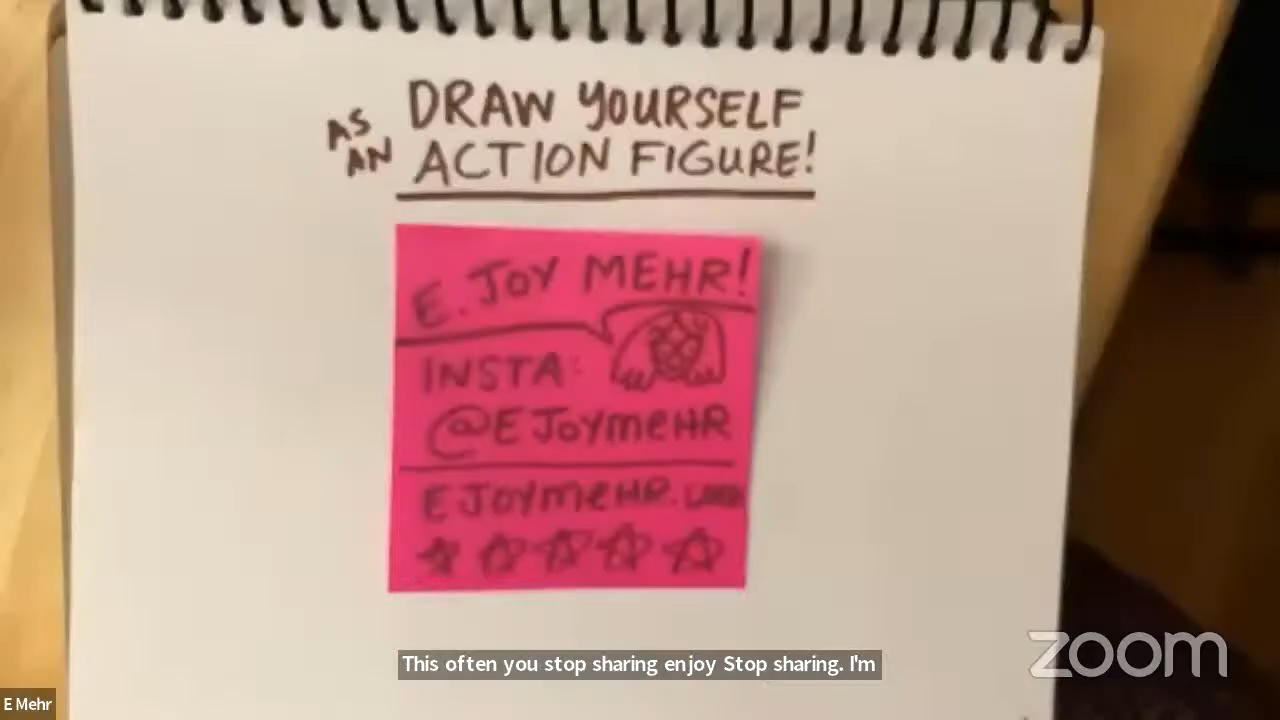 DRAW YOURSELF
AS AN ACTION FIGURE!
E. JOY MEHR!
INSTA:
@EJoymeHR
EJoymeHR.
This often you stop sharing enjoy Stop sharing. I'm
zoom
E Mehr